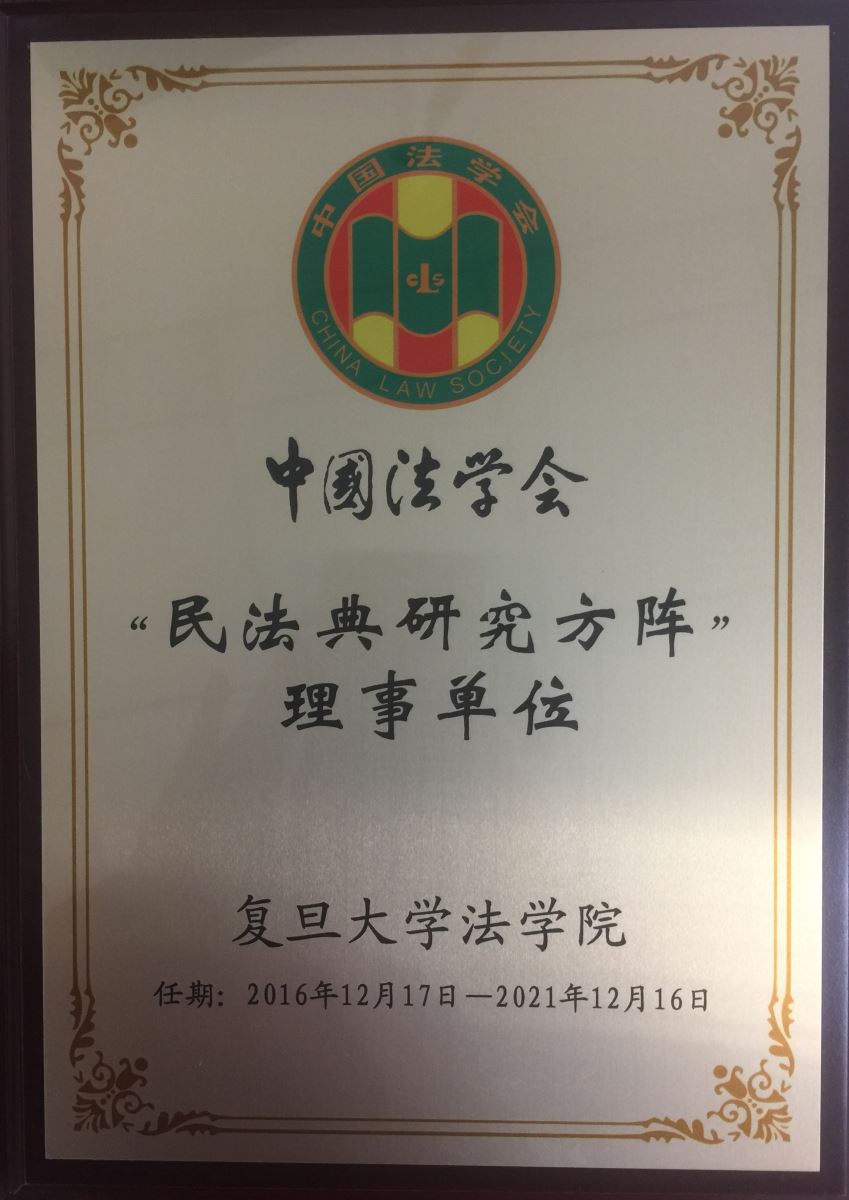 中国法学会
CLS
CHINA LAW SOCIETY
中國法学会
“民法典研究方阵”
理事单位
复旦大学法学院
任期：2016年12月17日—2021年12月16日